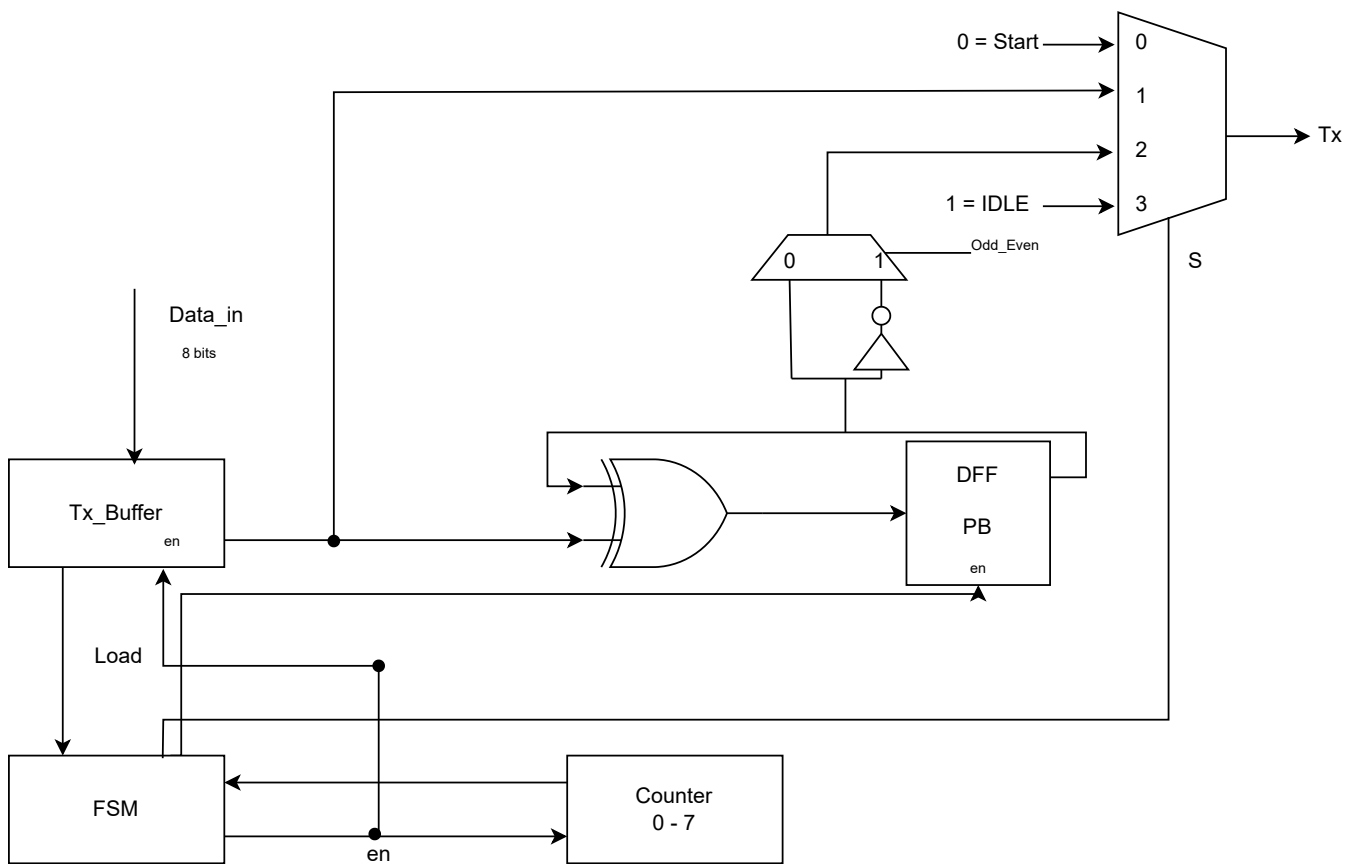 0 = Start
0
1
2
3
Tx
1 = IDLE
Odd_Even
0
1
S
Data_in
8 bits
Tx_Buffer
en
DFF
PB
en
Load
FSM
Counter
0 - 7
en